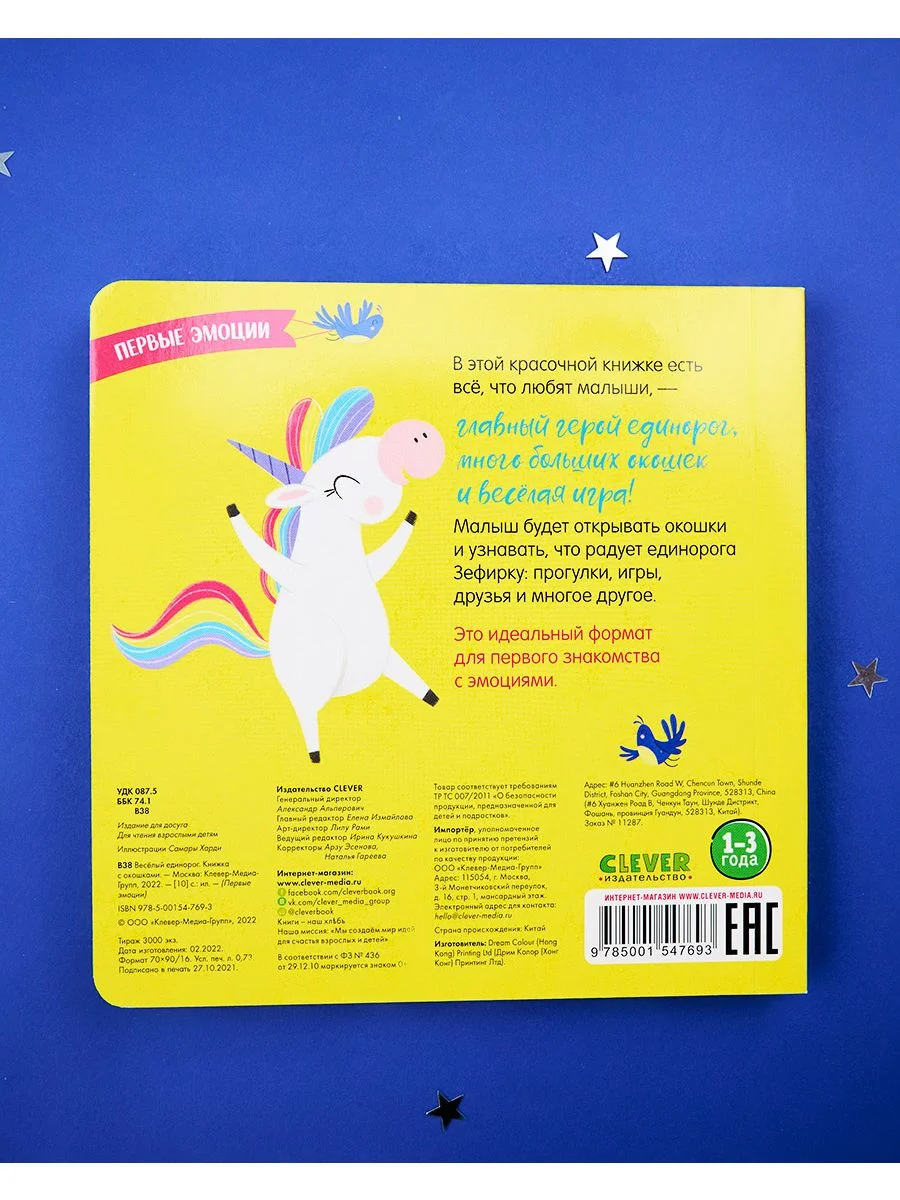 ПЕРВЫЕ ЭМОЦИИ
В этой красочной книжке есть
всё, что любят малыши, —
главный герой единорог,
много больших окошек
и весёлая игра!
Малыш будет открывать окошки
и узнавать, что радует единорога
Зефирку: прогулки, игры,
друзья и многое другое.
Это идеальный формат
для первого знакомства
с эмоциями.
УДК 087.5
ББК 74.1
В38
Издание для досуга
Для чтения взрослыми детям
Иллюстрации Самары Харди
В38 Весёлый единорог. Книжка
с окошками. — Москва: Клевер-Медиа-
Групп, 2022. — [10] с.: ил. — (Первые
эмоции)
ISBN 978-5-00154-769-3
© ООО «Клевер-Медиа-Групп», 2022
Тираж 3000 экз.
Дата изготовления: 02.2022.
Формат 70×90/16. Усл. печ. л. 0,73
Подписано в печать 27.10.2021.
Издательство CLEVER
Генеральный директор
Александр Альперович
Главный редактор Елена Измайлова
Арт-директор Лилу Рами
Ведущий редактор Ирина Кукушкина
Корректоры Арзу Эсенова,
Наталья Гареева
Интернет-магазин:
www.clever-media.ru
facebook.com/cleverbook.org
vk.com/clever_media_group
@cleverbook
Книги – наш хлѣбъ
Наша миссия: «Мы создаём мир идей
для счастья взрослых и детей»
В соответствии с ФЗ № 436
от 29.12.10 маркируется знаком 0+
Товар соответствует требованиям
ТР ТС 007/2011 «О безопасности
продукции, предназначенной для
детей и подростков».
Импортёр, уполномоченное
лицо по принятию претензий
к изготовителю от потребителей
по качеству продукции:
ООО «Клевер-Медиа-Групп»
Адрес: 115054, г. Москва,
3-й Монетчиковский переулок,
д. 16, стр. 1, мансардный этаж.
Электронный адрес для контакта:
hello@clever-media.ru
Страна происхождения: Китай
Изготовитель: Dream Colour (Hong
Kong) Printing Ltd (Дрим Колор (Хонг
Конг) Принтинг Лтд).
Адрес: #6 Huanzhen Road W, Chencun Town, Shunde
District, Foshan City, Guangdong Province, 528313, China
(#6 Хуанжен Роад В, Ченкун Таун, Шунде Дистрикт,
Фошань, провинция Гуандун, 528313, Китай).
Заказ № 11287.
CLEVER
ИЗДАТЕЛЬСТВО
1–3
ГОДА
ИНТЕРНЕТ-МАГАЗИН WWW.CLEVER-MEDIA.RU
9 785001 547693
EAC